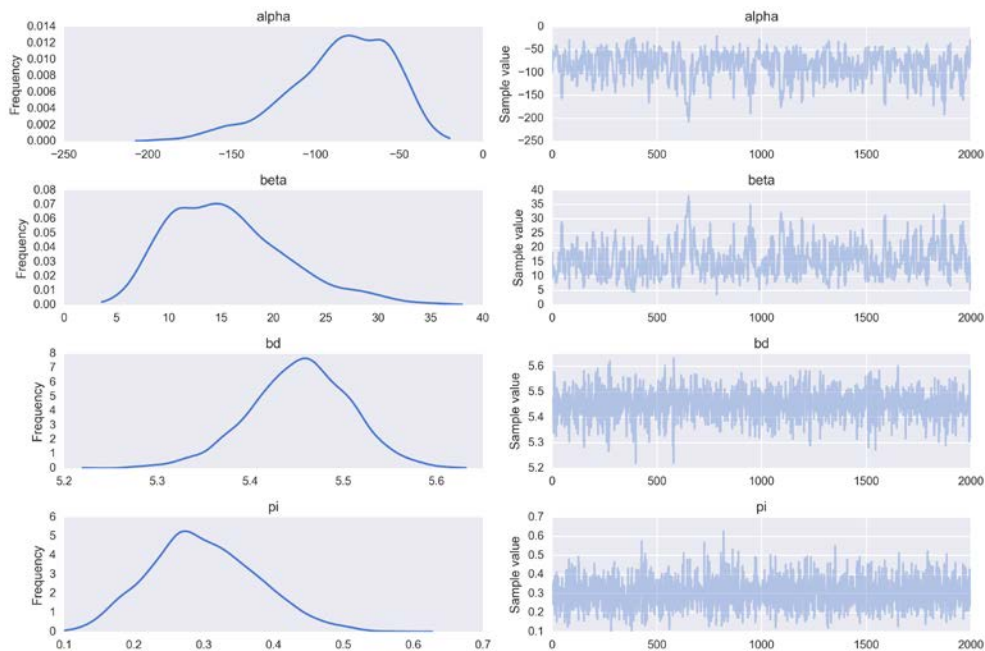 alpha alpha
0.014 0
0.012 −50
0.010
0.008 −100
0.006 −150
0.004
0.002 −200
0.000 −250
Frequency Sample value
−250 −200 −150 −100 −50 0 0 500 1000 1500 2000
beta beta
0.08 40
0.07 35
0.06 30
0.05 25
0.04 20
0.03 15
0.02 10
0.01 5
0.00 0
Frequency Sample value
0 5 10 15 20 25 30 35 40 0 500 1000 1500 2000
bd bd
8
7 5.6
6
5 5.5
4 5.4
3
2 5.3
1
0 5.2
Frequency Sample value
5.2 5.3 5.4 5.5 5.6 0 500 1000 1500 2000
pi pi
6 0.7
5 0.6
4 0.5
3 0.4
2 0.3
1 0.2
0 0.1
Frequency Sample value
0.1 0.2 0.3 0.4 0.5 0.6 0.7 0 500 1000 1500 2000